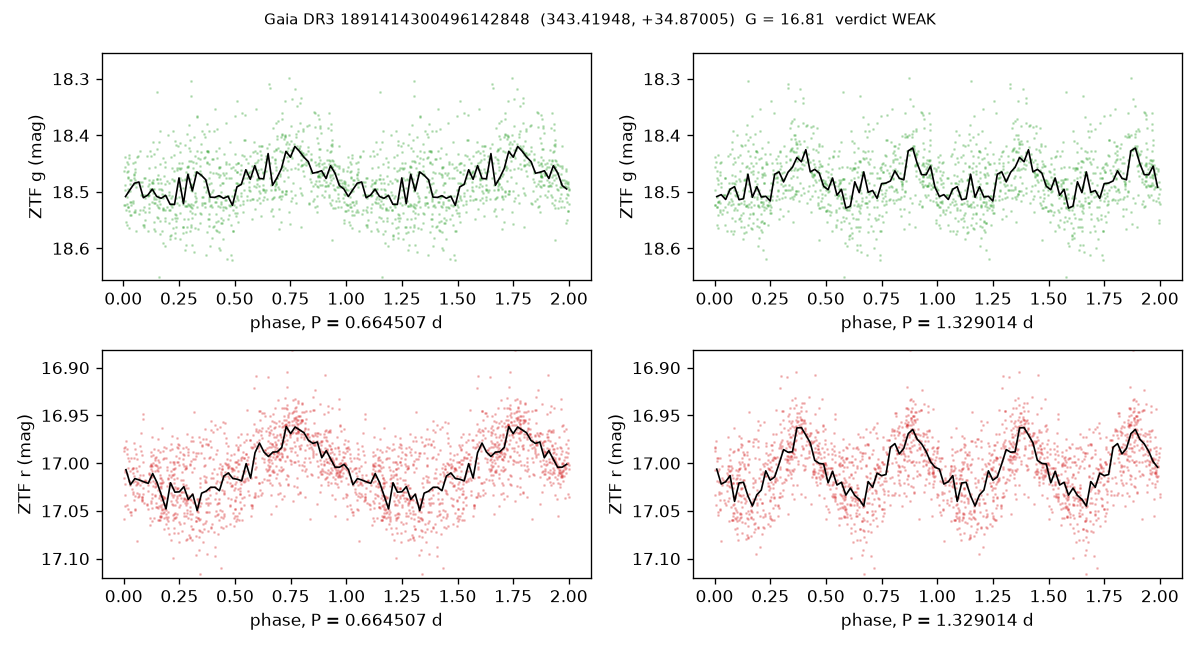 Gaia DR3 1891414300496142848  (343.41948, +34.87005)  G = 16.81  verdict WEAK
ZTF g (mag)
18.3
18.4
18.5
18.6
0.00 0.25 0.50 0.75 1.00 1.25 1.50 1.75 2.00
phase, P = 0.664507 d
ZTF g (mag)
18.3
18.4
18.5
18.6
0.00 0.25 0.50 0.75 1.00 1.25 1.50 1.75 2.00
phase, P = 1.329014 d
ZTF r (mag)
16.90
16.95
17.00
17.05
17.10
0.00 0.25 0.50 0.75 1.00 1.25 1.50 1.75 2.00
phase, P = 0.664507 d
ZTF r (mag)
16.90
16.95
17.00
17.05
17.10
0.00 0.25 0.50 0.75 1.00 1.25 1.50 1.75 2.00
phase, P = 1.329014 d